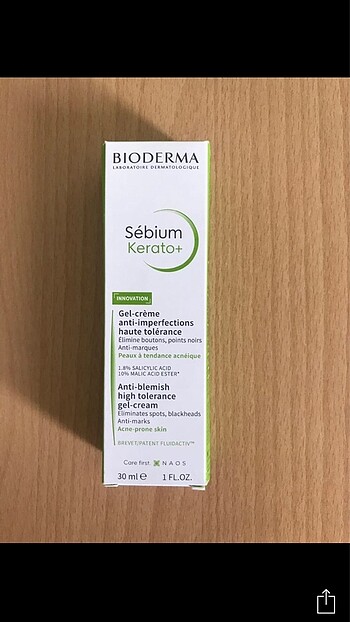 BIODERMA
LABORATOIRE DERMATOLOGIQUE
Sébium
Kerato+
INNOVATION
Gel-crème
anti-imperfections
haute tolérance
Élimine boutons, points noirs
Anti-marques
Peaux à tendance acnéique
1.8% SALICYLIC ACID
10% MALIC ACID ESTER*
Anti-blemish
high tolerance
gel-cream
Eliminates spots, blackheads
Anti-marks
Acne-prone skin
BREVET/PATENT FLUIDACTIV™
Care first. NAOS
30 ml ℮ 1 FL.OZ.